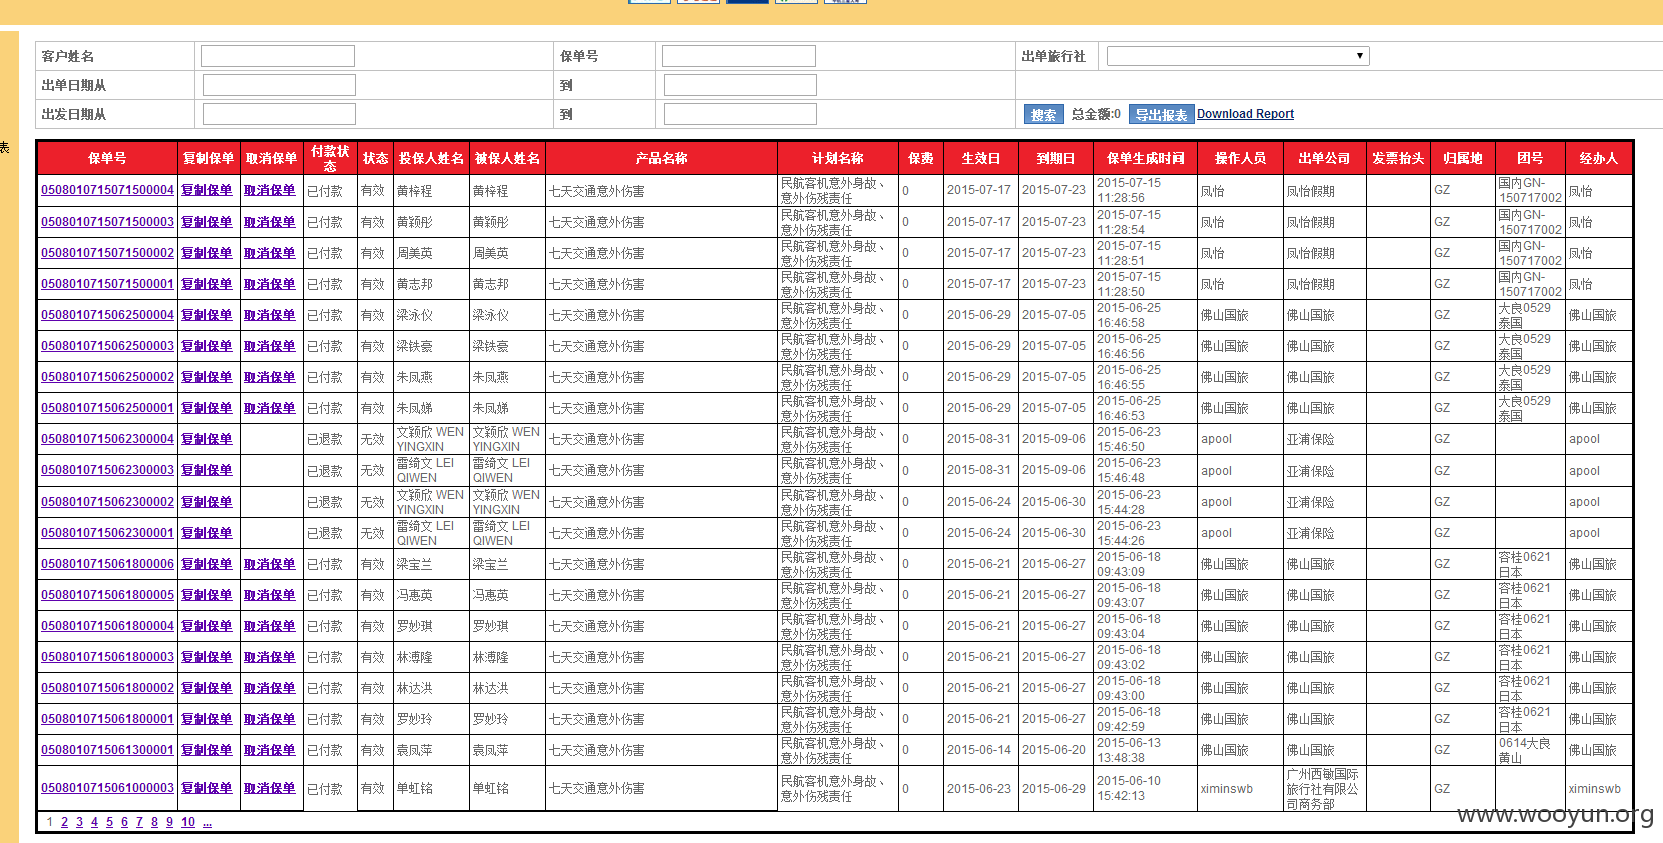 客户姓名 保单号 出单旅行社
出单日期从 到
出发日期从 到 搜索 总金额:0 导出报表 Download Report
表
保单号 复制保单 取消保单 付款状态 状态 投保人姓名 被保人姓名 产品名称 计划名称 保费 生效日 到期日 保单生成时间 操作人员 出单公司 发票抬头 归属地 团号 经办人
0508010715071500004 复制保单 取消保单 已付款 有效 黄梓程 黄梓程 七天交通意外伤害 民航客机意外身故、意外伤残责任 0 2015-07-17 2015-07-23 2015-07-15 11:28:56 凤怡 凤怡假期 GZ 国内GN-150717002 凤怡
0508010715071500003 复制保单 取消保单 已付款 有效 黄颖彤 黄颖彤 七天交通意外伤害 民航客机意外身故、意外伤残责任 0 2015-07-17 2015-07-23 2015-07-15 11:28:54 凤怡 凤怡假期 GZ 国内GN-150717002 凤怡
0508010715071500002 复制保单 取消保单 已付款 有效 周美英 周美英 七天交通意外伤害 民航客机意外身故、意外伤残责任 0 2015-07-17 2015-07-23 2015-07-15 11:28:51 凤怡 凤怡假期 GZ 国内GN-150717002 凤怡
0508010715071500001 复制保单 取消保单 已付款 有效 黄志邦 黄志邦 七天交通意外伤害 民航客机意外身故、意外伤残责任 0 2015-07-17 2015-07-23 2015-07-15 11:28:50 凤怡 凤怡假期 GZ 国内GN-150717002 凤怡
0508010715062500004 复制保单 取消保单 已付款 有效 梁泳仪 梁泳仪 七天交通意外伤害 民航客机意外身故、意外伤残责任 0 2015-06-29 2015-07-05 2015-06-25 16:46:58 佛山国旅 佛山国旅 GZ 大良0529泰国 佛山国旅
0508010715062500003 复制保单 取消保单 已付款 有效 梁铁豪 梁铁豪 七天交通意外伤害 民航客机意外身故、意外伤残责任 0 2015-06-29 2015-07-05 2015-06-25 16:46:56 佛山国旅 佛山国旅 GZ 大良0529泰国 佛山国旅
0508010715062500002 复制保单 取消保单 已付款 有效 朱凤燕 朱凤燕 七天交通意外伤害 民航客机意外身故、意外伤残责任 0 2015-06-29 2015-07-05 2015-06-25 16:46:55 佛山国旅 佛山国旅 GZ 大良0529泰国 佛山国旅
0508010715062500001 复制保单 取消保单 已付款 有效 朱凤娣 朱凤娣 七天交通意外伤害 民航客机意外身故、意外伤残责任 0 2015-06-29 2015-07-05 2015-06-25 16:46:53 佛山国旅 佛山国旅 GZ 大良0529泰国 佛山国旅
0508010715062300004 复制保单 已退款 无效 文颖欣 WEN YINGXIN 文颖欣 WEN YINGXIN 七天交通意外伤害 民航客机意外身故、意外伤残责任 0 2015-08-31 2015-09-06 2015-06-23 15:46:50 apool 亚浦保险 GZ apool
0508010715062300003 复制保单 已退款 无效 雷绮文 LEI QIWEN 雷绮文 LEI QIWEN 七天交通意外伤害 民航客机意外身故、意外伤残责任 0 2015-08-31 2015-09-06 2015-06-23 15:46:48 apool 亚浦保险 GZ apool
0508010715062300002 复制保单 已退款 无效 文颖欣 WEN YINGXIN 文颖欣 WEN YINGXIN 七天交通意外伤害 民航客机意外身故、意外伤残责任 0 2015-06-24 2015-06-30 2015-06-23 15:44:28 apool 亚浦保险 GZ apool
0508010715062300001 复制保单 已退款 无效 雷绮文 LEI QIWEN 雷绮文 LEI QIWEN 七天交通意外伤害 民航客机意外身故、意外伤残责任 0 2015-06-24 2015-06-30 2015-06-23 15:44:26 apool 亚浦保险 GZ apool
0508010715061800006 复制保单 取消保单 已付款 有效 梁宝兰 梁宝兰 七天交通意外伤害 民航客机意外身故、意外伤残责任 0 2015-06-21 2015-06-27 2015-06-18 09:43:09 佛山国旅 佛山国旅 GZ 容桂0621日本 佛山国旅
0508010715061800005 复制保单 取消保单 已付款 有效 冯惠英 冯惠英 七天交通意外伤害 民航客机意外身故、意外伤残责任 0 2015-06-21 2015-06-27 2015-06-18 09:43:07 佛山国旅 佛山国旅 GZ 容桂0621日本 佛山国旅
0508010715061800004 复制保单 取消保单 已付款 有效 罗妙琪 罗妙琪 七天交通意外伤害 民航客机意外身故、意外伤残责任 0 2015-06-21 2015-06-27 2015-06-18 09:43:04 佛山国旅 佛山国旅 GZ 容桂0621日本 佛山国旅
0508010715061800003 复制保单 取消保单 已付款 有效 林溥隆 林溥隆 七天交通意外伤害 民航客机意外身故、意外伤残责任 0 2015-06-21 2015-06-27 2015-06-18 09:43:02 佛山国旅 佛山国旅 GZ 容桂0621日本 佛山国旅
0508010715061800002 复制保单 取消保单 已付款 有效 林达洪 林达洪 七天交通意外伤害 民航客机意外身故、意外伤残责任 0 2015-06-21 2015-06-27 2015-06-18 09:43:00 佛山国旅 佛山国旅 GZ 容桂0621日本 佛山国旅
0508010715061800001 复制保单 取消保单 已付款 有效 罗妙玲 罗妙玲 七天交通意外伤害 民航客机意外身故、意外伤残责任 0 2015-06-21 2015-06-27 2015-06-18 09:42:59 佛山国旅 佛山国旅 GZ 容桂0621日本 佛山国旅
0508010715061300001 复制保单 取消保单 已付款 有效 袁凤萍 袁凤萍 七天交通意外伤害 民航客机意外身故、意外伤残责任 0 2015-06-14 2015-06-20 2015-06-13 13:48:38 佛山国旅 佛山国旅 GZ 0614大良黄山 佛山国旅
0508010715061000003 复制保单 取消保单 已付款 有效 单虹铭 单虹铭 七天交通意外伤害 民航客机意外身故、意外伤残责任 0 2015-06-23 2015-06-29 2015-06-10 15:42:13 ximinswb 广州西敏国际旅行社有限公司商务部 GZ ximinswb
1 2 3 4 5 6 7 8 9 10 ...
www.wooyun.org